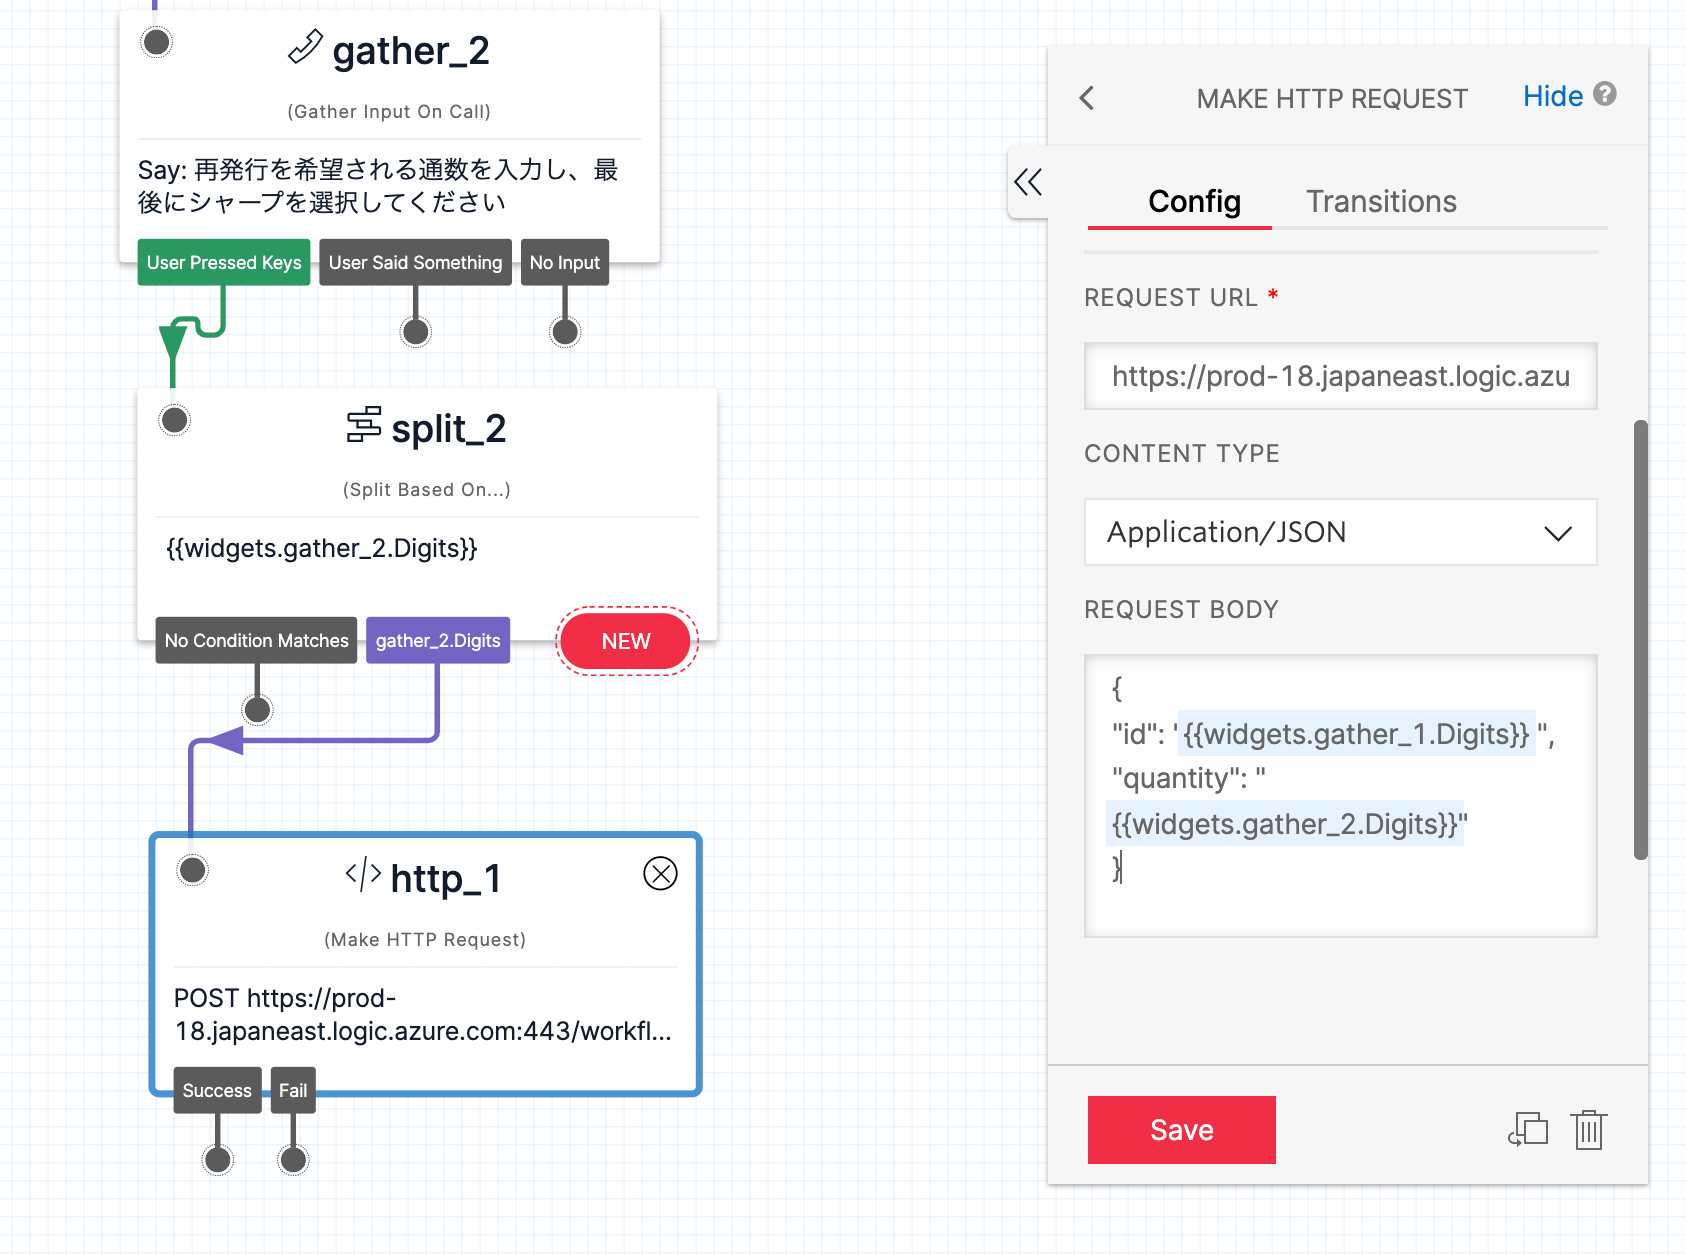 gather_2
(Gather Input On Call)
Say: 再発行を希望される通数を入力し、最
後にシャープを選択してください
User Pressed Keys
User Said Something
No Input
split_2
(Split Based On...)
{{widgets.gather_2.Digits}}
No Condition Matches
gather_2.Digits
NEW
</> http_1
(Make HTTP Request)
POST https://prod-
18.japaneast.logic.azure.com:443/workfl...
Success
Fail
MAKE HTTP REQUEST
Hide ?
Config
Transitions
REQUEST URL *
https://prod-18.japaneast.logic.azu
CONTENT TYPE
Application/JSON
REQUEST BODY
{
"id": "{{widgets.gather_1.Digits}}",
"quantity": "
{{widgets.gather_2.Digits}}"
}
Save